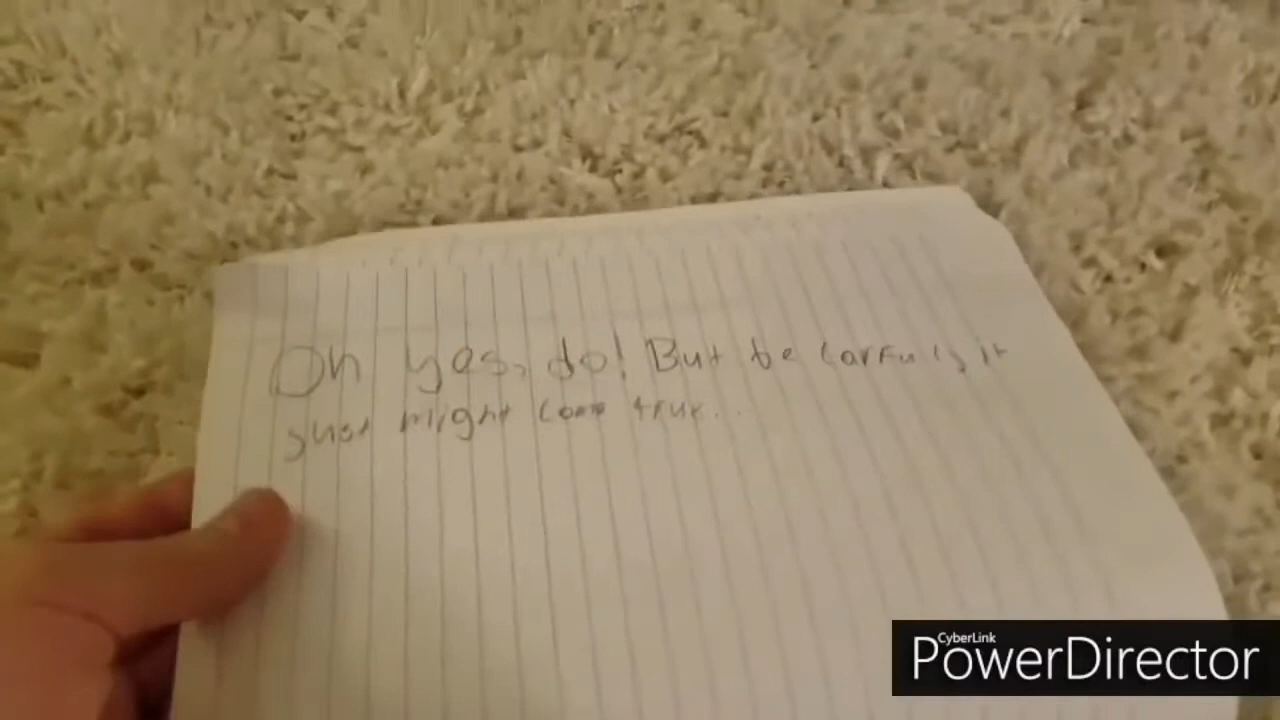 Oh yes, do! But be carful, it
just might come true...
CyberLink
PowerDirector